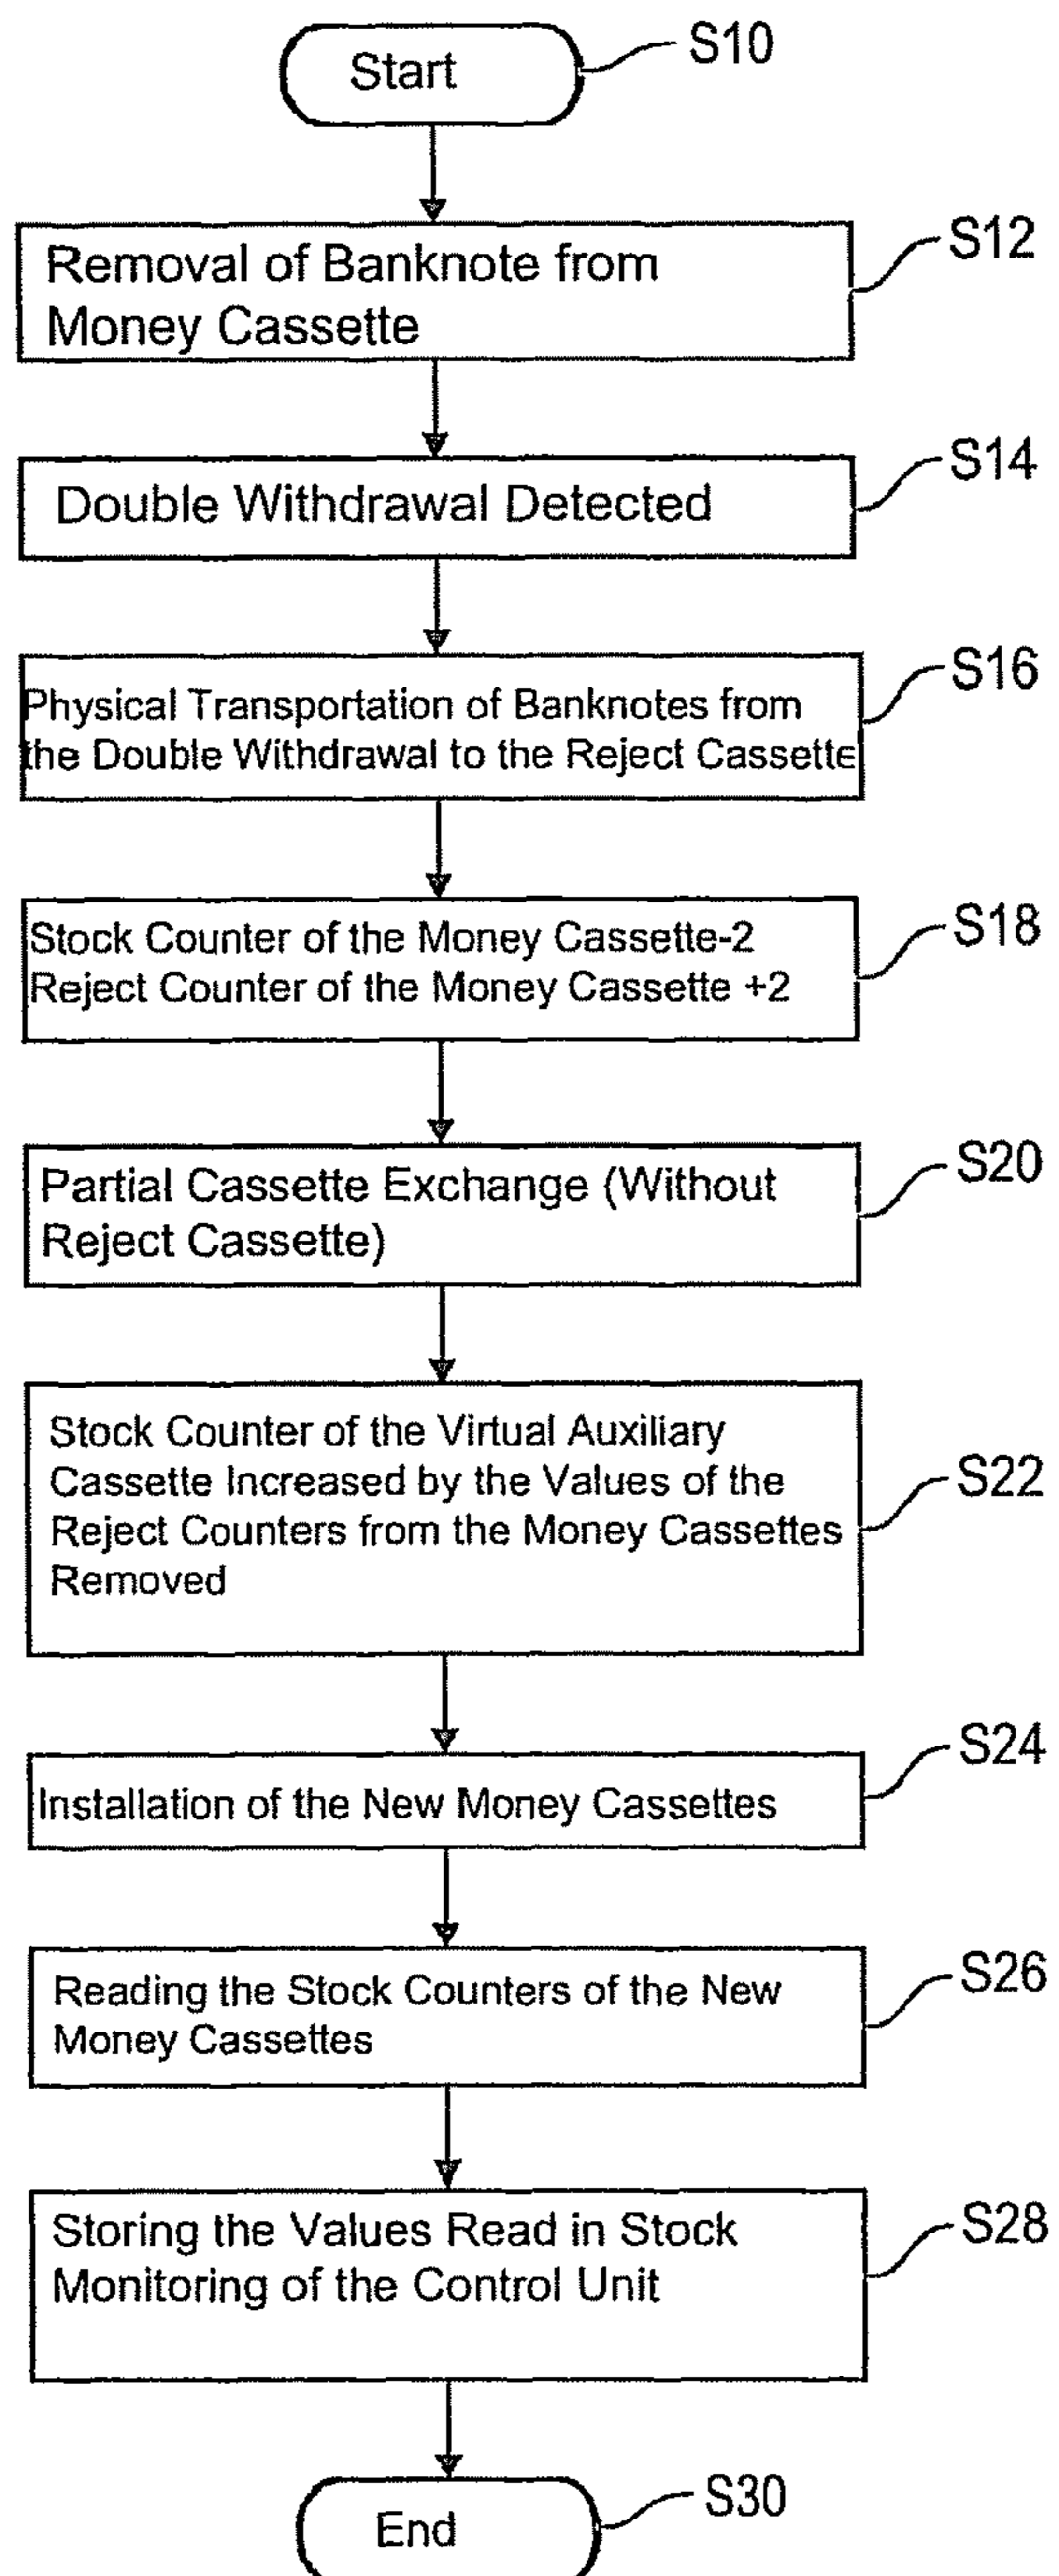 Start
S10
Removal of Banknote from
Money Cassette
S12
Double Withdrawal Detected
S14
Physical Transportation of Banknotes from
the Double Withdrawal to the Reject Cassette
S16
Stock Counter of the Money Cassette-2
Reject Counter of the Money Cassette +2
S18
Partial Cassette Exchange (Without
Reject Cassette)
S20
Stock Counter of the Virtual Auxiliary
Cassette Increased by the Values of the
Reject Counters from the Money Cassettes
Removed
S22
Installation of the New Money Cassettes
S24
Reading the Stock Counters of the New
Money Cassettes
S26
Storing the Values Read in Stock
Monitoring of the Control Unit
S28
End
S30